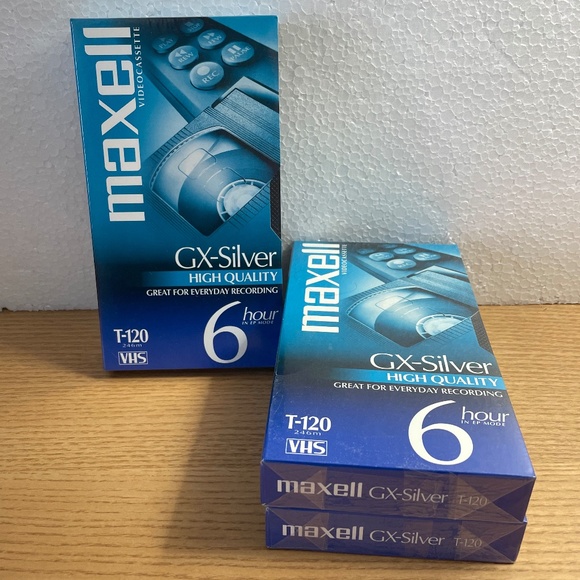 maxell
VIDEOCASSETTE
REC
GX-Silver
HIGH QUALITY
GREAT FOR EVERYDAY RECORDING
T-120
246m
VHS
6 hour
IN EP MODE
maxell
VIDEOCASSETTE
GX-Silver
HIGH QUALITY
GREAT FOR EVERYDAY RECORDING
T-120
246m
VHS
6 hour
IN EP MODE
maxell GX-Silver T-120
maxell GX-Silver T-120